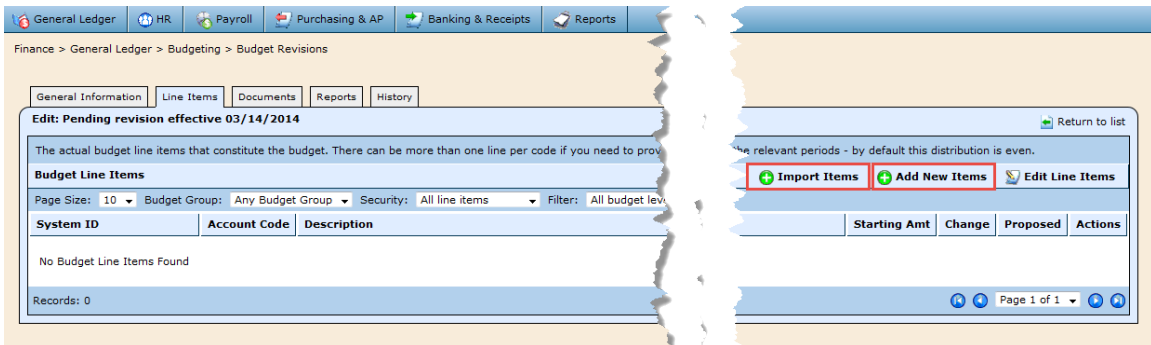 General Ledger HR Payroll Purchasing & AP Banking & Receipts Reports
Finance > General Ledger > Budgeting > Budget Revisions
General Information Line Items Documents Reports History
Edit: Pending revision effective 03/14/2014 Return to list
The actual budget line items that constitute the budget. There can be more than one line per code if you need to prov he relevant periods - by default this distribution is even.
Budget Line Items Import Items Add New Items Edit Line Items
Page Size: 10 Budget Group: Any Budget Group Security: All line items Filter: All budget lev
System ID Account Code Description Starting Amt Change Proposed Actions
No Budget Line Items Found
Records: 0 Page 1 of 1